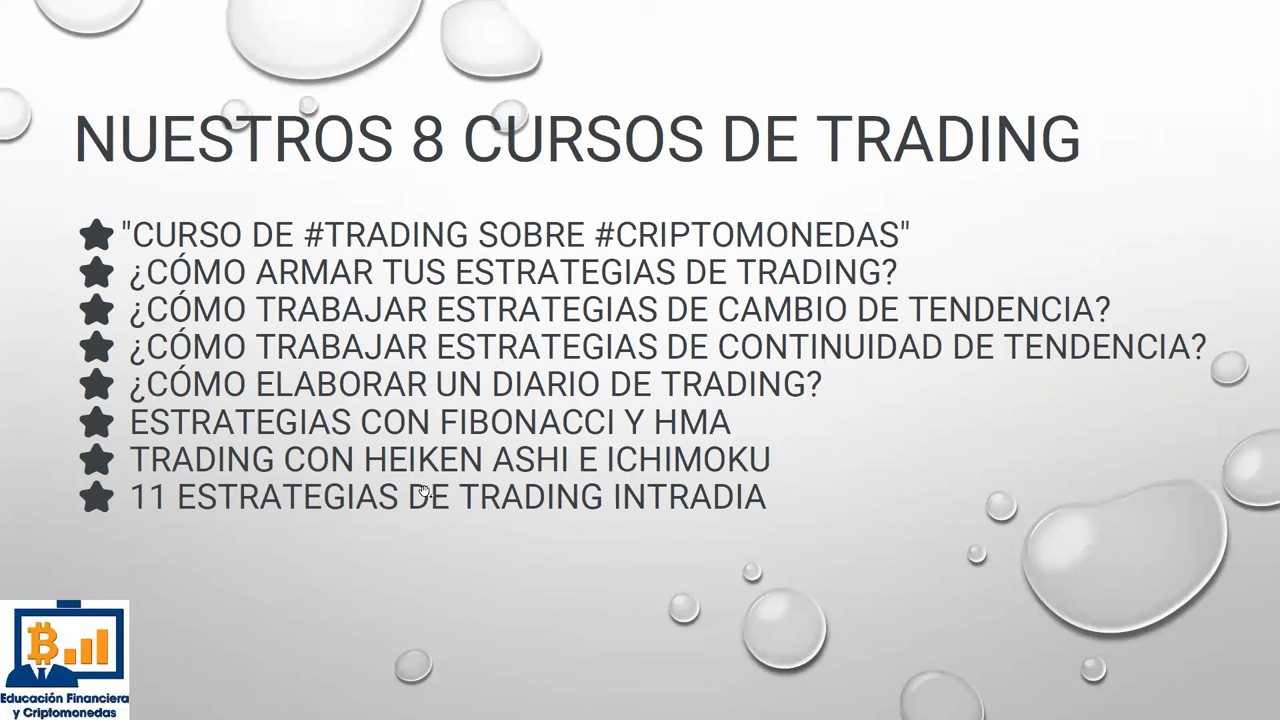 NUESTROS 8 CURSOS DE TRADING
"CURSO DE #TRADING SOBRE #CRIPTOMONEDAS"
¿CÓMO ARMAR TUS ESTRATEGIAS DE TRADING?
¿CÓMO TRABAJAR ESTRATEGIAS DE CAMBIO DE TENDENCIA?
¿CÓMO TRABAJAR ESTRATEGIAS DE CONTINUIDAD DE TENDENCIA?
¿CÓMO ELABORAR UN DIARIO DE TRADING?
ESTRATEGIAS CON FIBONACCI Y HMA
TRADING CON HEIKEN ASHI E ICHIMOKU
11 ESTRATEGIAS DE TRADING INTRADIA
Educación Financiera
y Criptomonedas